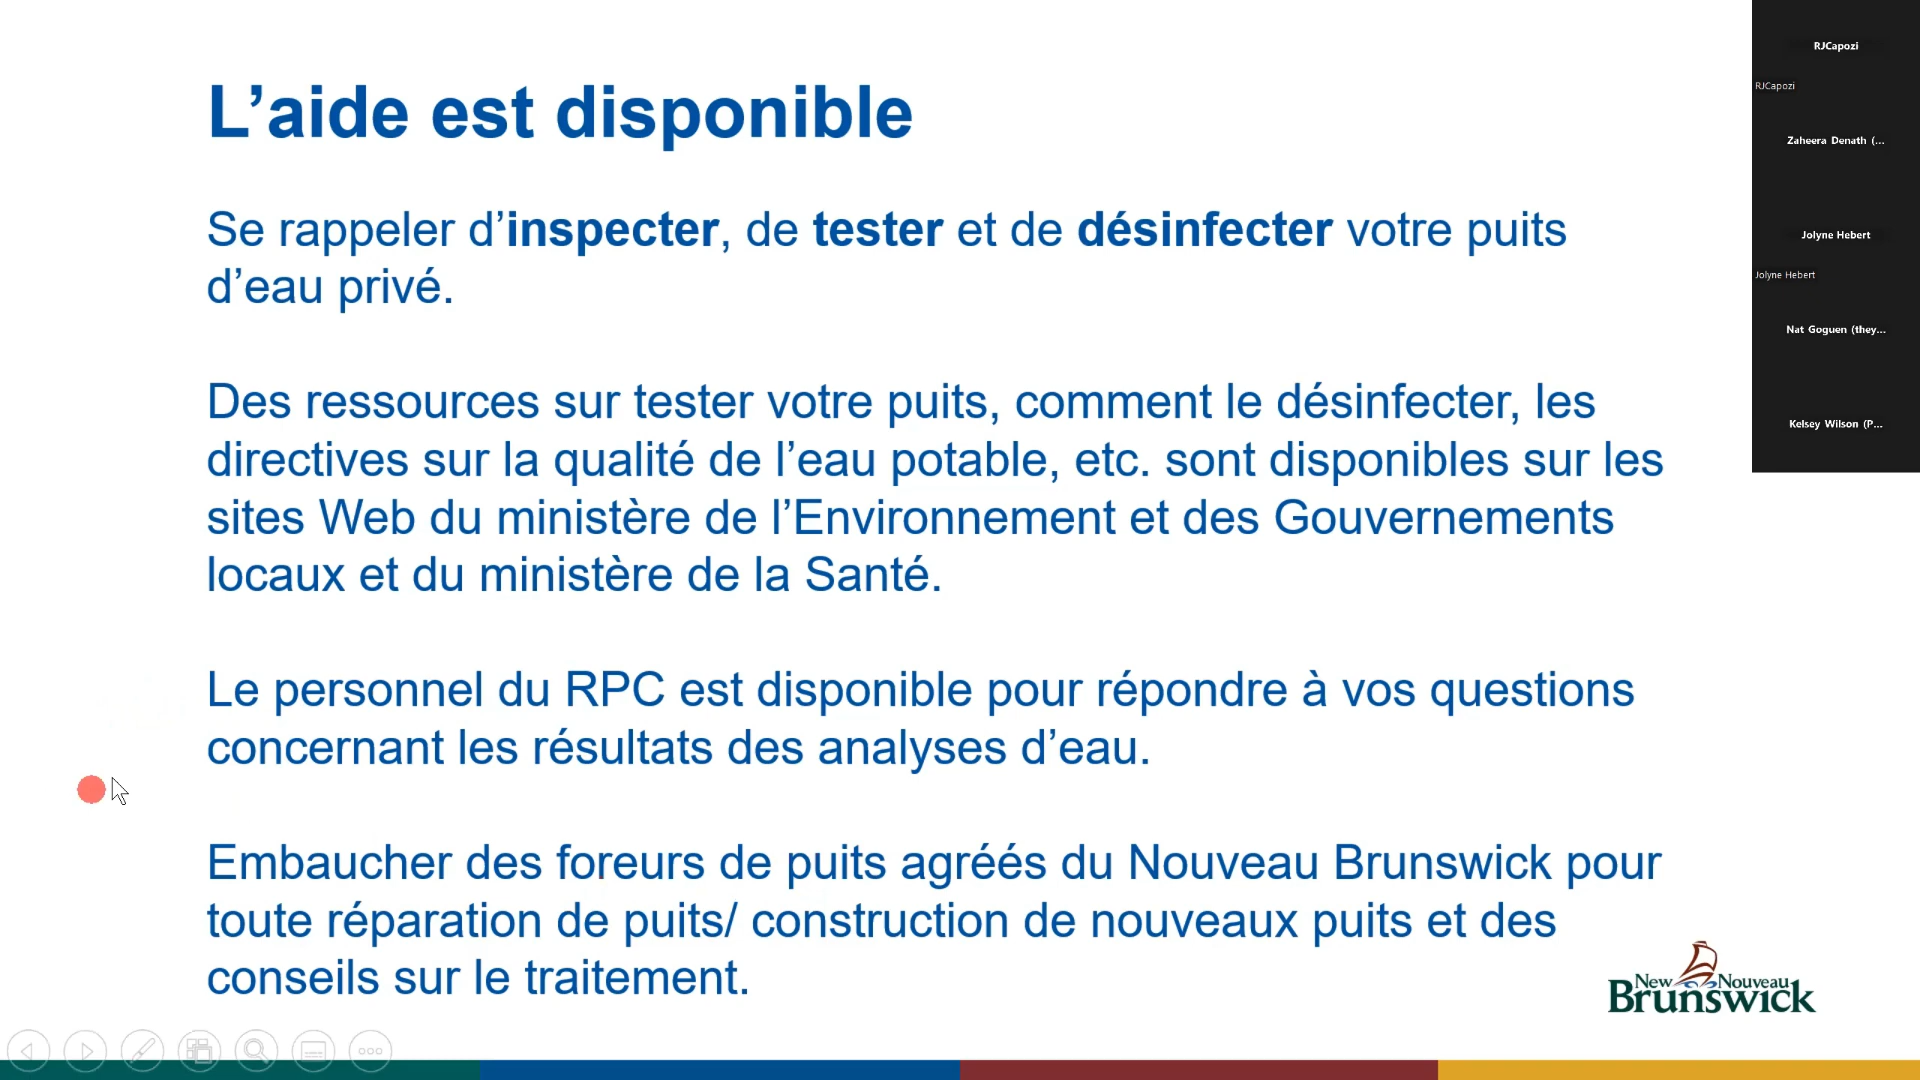 L’aide est disponible
Se rappeler d’inspecter, de tester et de désinfecter votre puits
d’eau privé.
Des ressources sur tester votre puits, comment le désinfecter, les
directives sur la qualité de l’eau potable, etc. sont disponibles sur les
sites Web du ministère de l’Environnement et des Gouvernements
locaux et du ministère de la Santé.
Le personnel du RPC est disponible pour répondre à vos questions
concernant les résultats des analyses d’eau.
Embaucher des foreurs de puits agréés du Nouveau Brunswick pour
toute réparation de puits/ construction de nouveaux puits et des
conseils sur le traitement.
New Nouveau
Brunswick
RJCapozi
RJCapozi
Zaheera Denath (...
Jolyne Hebert
Jolyne Hebert
Nat Goguen (they...
Kelsey Wilson (P...